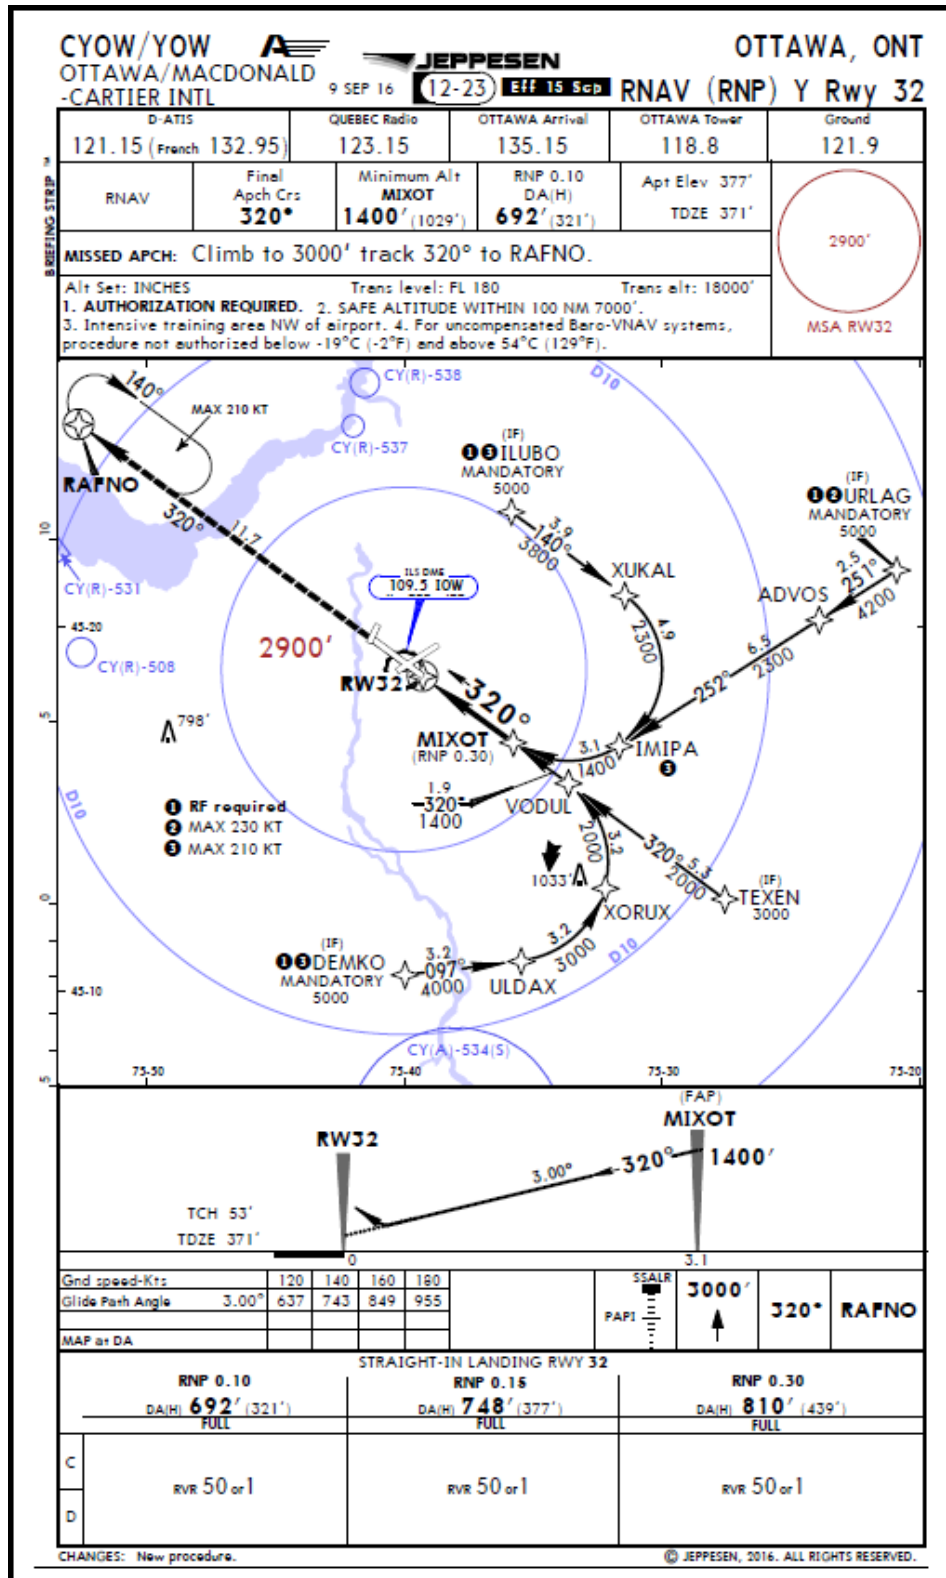 CYOW/YOW
OTTAWA/MACDONALD
-CARTIER INTL
JEPPESEN
9 SEP 16
12-23
Eff 15 Sep
OTTAWA, ONT
RNAV (RNP) Y Rwy 32
BRIEFING STRIP ™
D-ATIS
121.15 (French 132.95)
QUEBEC Radio
123.15
OTTAWA Arrival
135.15
OTTAWA Tower
118.8
Ground
121.9
RNAV
Final
Apch Crs
320°
Minimum Alt
MIXOT
1400' (1029')
RNP 0.10
DA(H)
692' (321')
Apt Elev 377'
TDZE 371'
2900'
MSA RW32
MISSED APCH: Climb to 3000' track 320° to RAFNO.
Alt Set: INCHES Trans level: FL 180 Trans alt: 18000'
1. AUTHORIZATION REQUIRED. 2. SAFE ALTITUDE WITHIN 100 NM 7000'.
3. Intensive training area NW of airport. 4. For uncompensated Baro-VNAV systems,
procedure not authorized below -19°C (-2°F) and above 54°C (129°F).
140°
MAX 210 KT
CY(R)-538
CY(R)-537
D10
RAFNO
320°
11.7
(IF)
1 3 ILUBO
MANDATORY
5000
3.9
140°
3800
(IF)
1 2 URLAG
MANDATORY
5000
2.5
251°
4200
10
CY(R)-531
ILS DME
109.5 IOW
XUKAL
4.9
2300
ADVOS
6.5
252°
2300
45-20
CY(R)-508
2900'
RW32
320°
5
798'
MIXOT
(RNP 0.30)
3.1
1400
IMIPA
3
1.9
320°
1400
VODUL
D10
1 RF required
2 MAX 230 KT
3 MAX 210 KT
2000
3.2
320°
5.3
2000
1033'
(IF)
TEXEN
3000
XORUX
0
(IF)
1 3 DEMKO
MANDATORY
5000
3.2
097°
4000
ULDAX
3.2
3000
D10
45-10
CY(A)-534(S)
5
75-50
75-40
75-30
75-20
RW32
(FAP)
MIXOT
3.00°
320°
1400'
TCH 53'
TDZE 371'
0
3.1
Gnd speed-Kts 120 140 160 180
Glide Path Angle 3.00° 637 743 849 955
MAP at DA
SSALR
PAPI
3000'
320°
RAFNO
STRAIGHT-IN LANDING RWY 32
RNP 0.10
DA(H) 692' (321')
FULL
RNP 0.15
DA(H) 748' (377')
FULL
RNP 0.30
DA(H) 810' (439')
FULL
C
D
RVR 50 or 1
RVR 50 or 1
RVR 50 or 1
CHANGES: New procedure.
© JEPPESEN, 2016. ALL RIGHTS RESERVED.